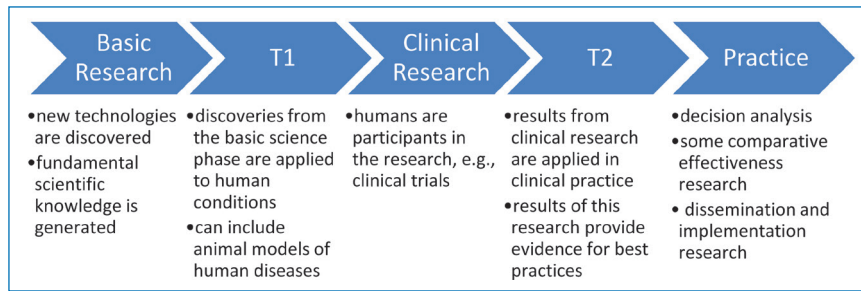 Basic
Research
T1
Clinical
Research
T2
Practice
•new technologies
are discovered
•fundamental
scientific
knowledge is
generated
•discoveries from
the basic science
phase are applied
to human
conditions
•can include
animal models of
human diseases
•humans are
participants in
the research, e.g.,
clinical trials
•results from
clinical research
are applied in
clinical practice
•results of this
research provide
evidence for best
practices
•decision analysis
•some comparative
effectiveness
research
• dissemination and
implementation
research